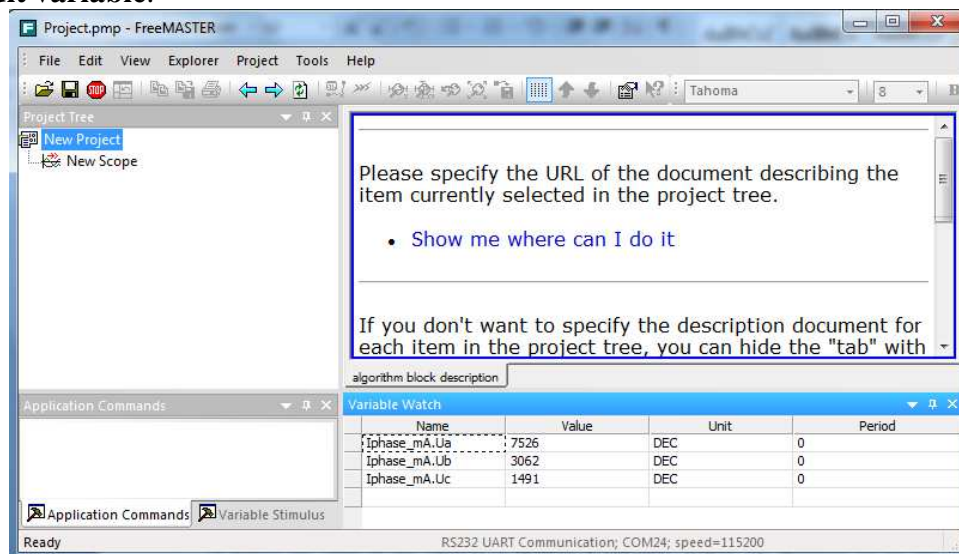 Project.pmp - FreeMASTER
File Edit View Explorer Project Tools Help
Tahoma 8
Project Tree
New Project
New Scope
Please specify the URL of the document describing the
item currently selected in the project tree.
• Show me where can I do it
If you don't want to specify the description document for
each item in the project tree, you can hide the "tab" with
algorithm block description
Application Commands
Application Commands Variable Stimulus
Variable Watch
Name Value Unit Period
Iphase_mA.Ua 7526 DEC 0
Iphase_mA.Ub 3062 DEC 0
Iphase_mA.Uc 1491 DEC 0
Ready RS232 UART Communication; COM24; speed=115200